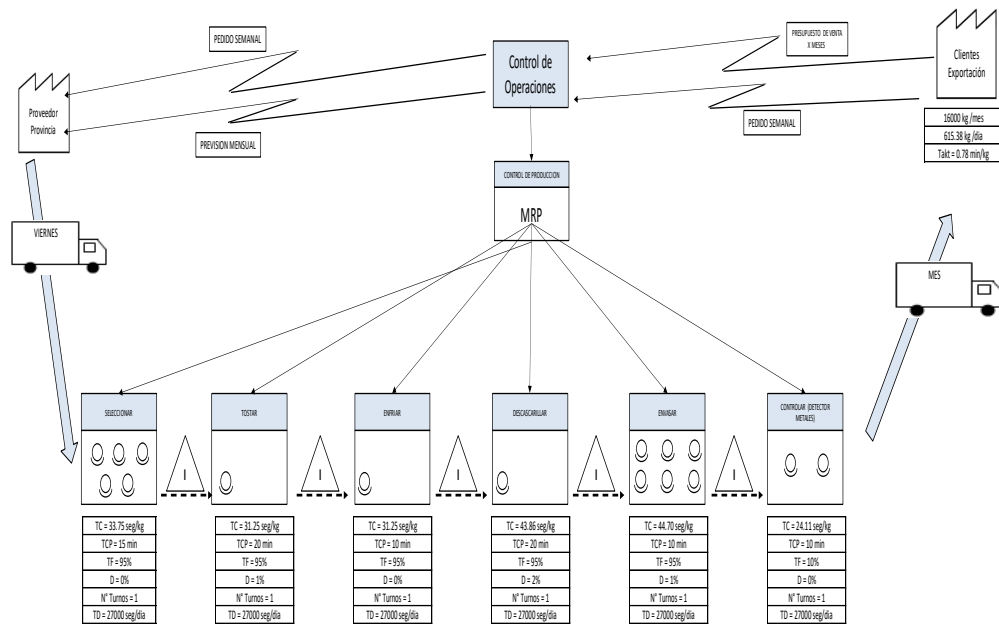 PEDIDO SEMANAL
PREVISION MENSUAL
Control de
Operaciones
PRESUPUESTO DE VENTA
X MESES
PEDIDO SEMANAL
Clientes
Exportación
16000 kg /mes
615.38 kg /dia
Takt = 0.78 min/kg
Proveedor
Provincia
VIERNES
CONTROL DE PRODUCCION
MRP
MES
SELECCIONAR
TOSTAR
ENFRIAR
DESCASCARILLAR
ENVASAR
CONTROLAR (DETECTOR
METALES)
I
I
I
I
I
TC = 33.75 seg/kg
TCP = 15 min
TF = 95%
D = 0%
N° Turnos = 1
TD = 27000 seg/dia
TC = 31.25 seg/kg
TCP = 20 min
TF = 95%
D = 1%
N° Turnos = 1
TD = 27000 seg/dia
TC = 31.25 seg/kg
TCP = 10 min
TF = 95%
D = 0%
N° Turnos = 1
TD = 27000 seg/dia
TC = 43.86 seg/kg
TCP = 20 min
TF = 95%
D = 2%
N° Turnos = 1
TD = 27000 seg/dia
TC = 44.70 seg/kg
TCP = 10 min
TF = 95%
D = 1%
N° Turnos = 1
TD = 27000 seg/dia
TC = 24.11 seg/kg
TCP = 10 min
TF = 10%
D = 0%
N° Turnos = 1
TD = 27000 seg/dia